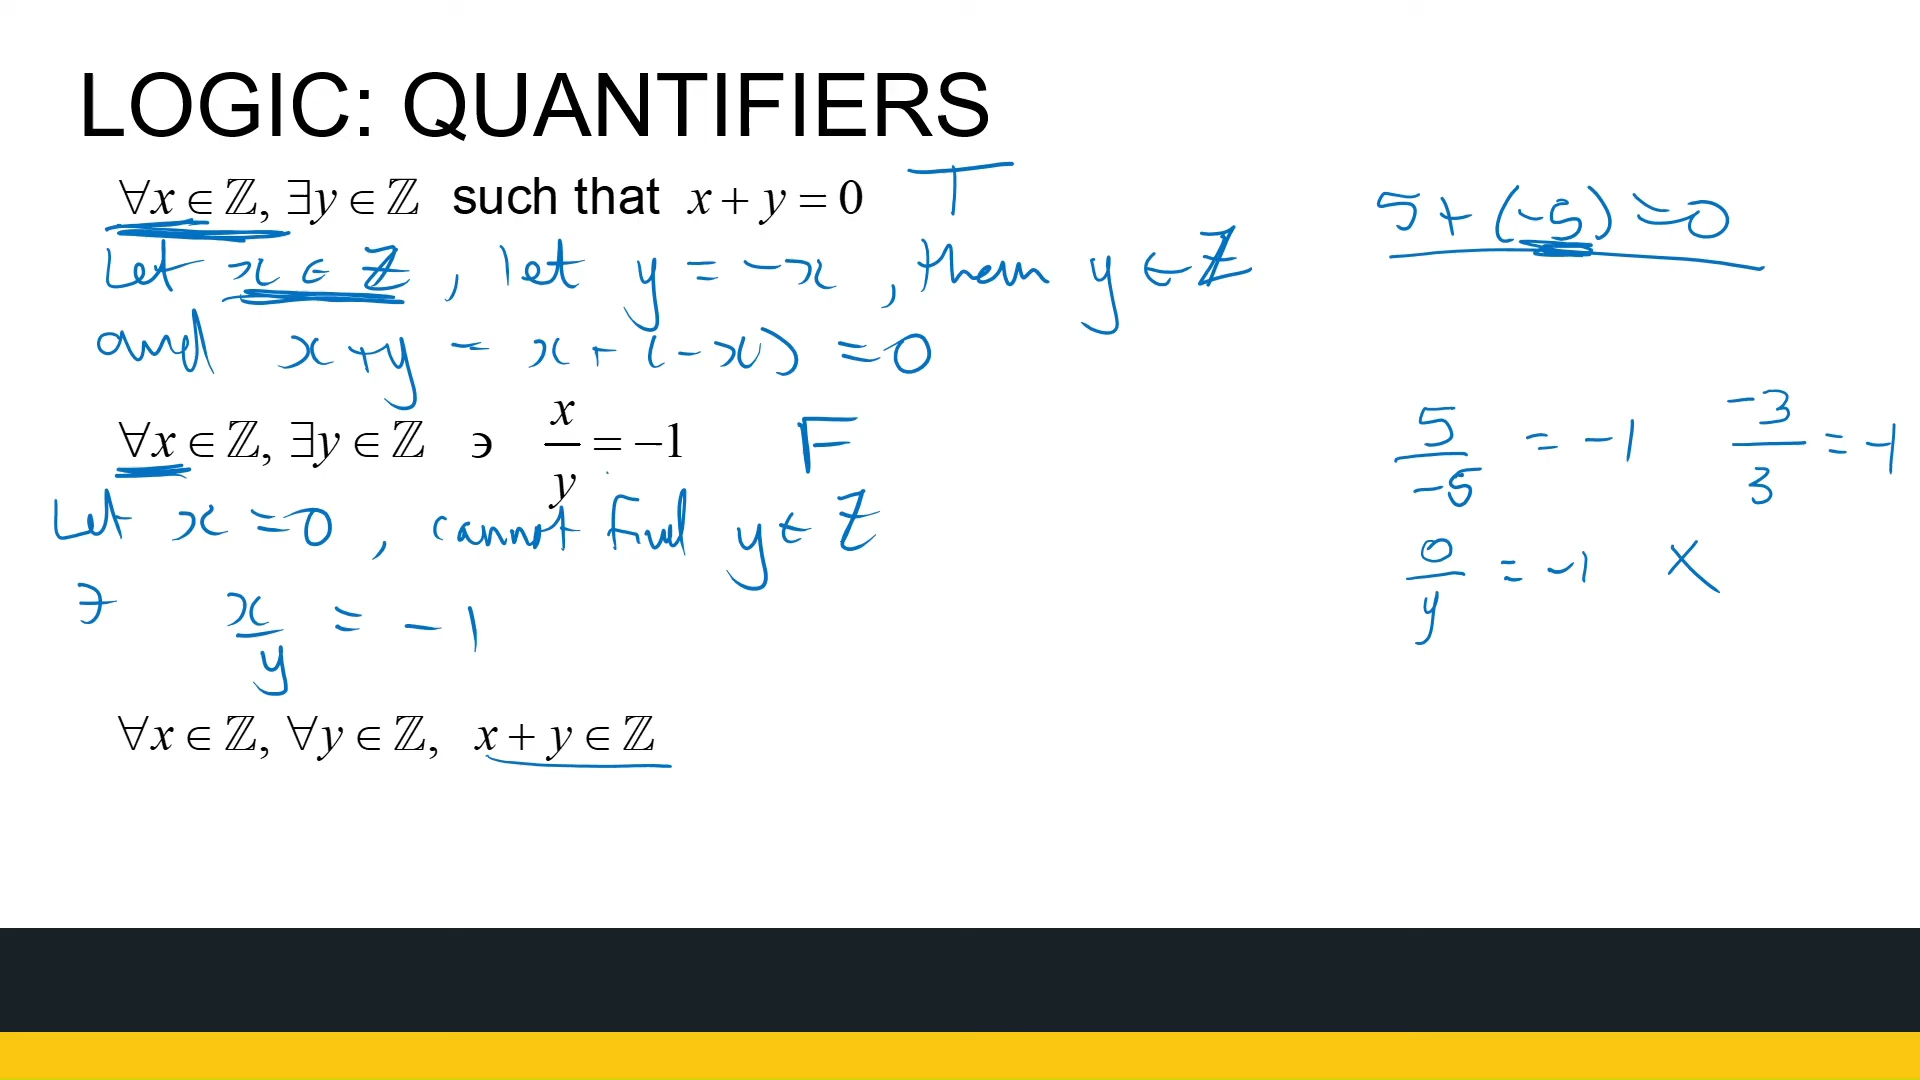 LOGIC: QUANTIFIERS
∀x ∈ ℤ, ∃y ∈ ℤ such that x + y = 0 T
5 + (-5) = 0
Let x ∈ ℤ, let y = -x, then y ∈ ℤ
and x + y = x + (-x) = 0
∀x ∈ ℤ, ∃y ∈ ℤ ∍ x/y = −1 F
5/-5 = -1 -3/3 = -1
Let x = 0, cannot find y ∈ ℤ
0/y = -1 ×
∍ x/y = -1
∀x ∈ ℤ, ∀y ∈ ℤ, x + y ∈ ℤ